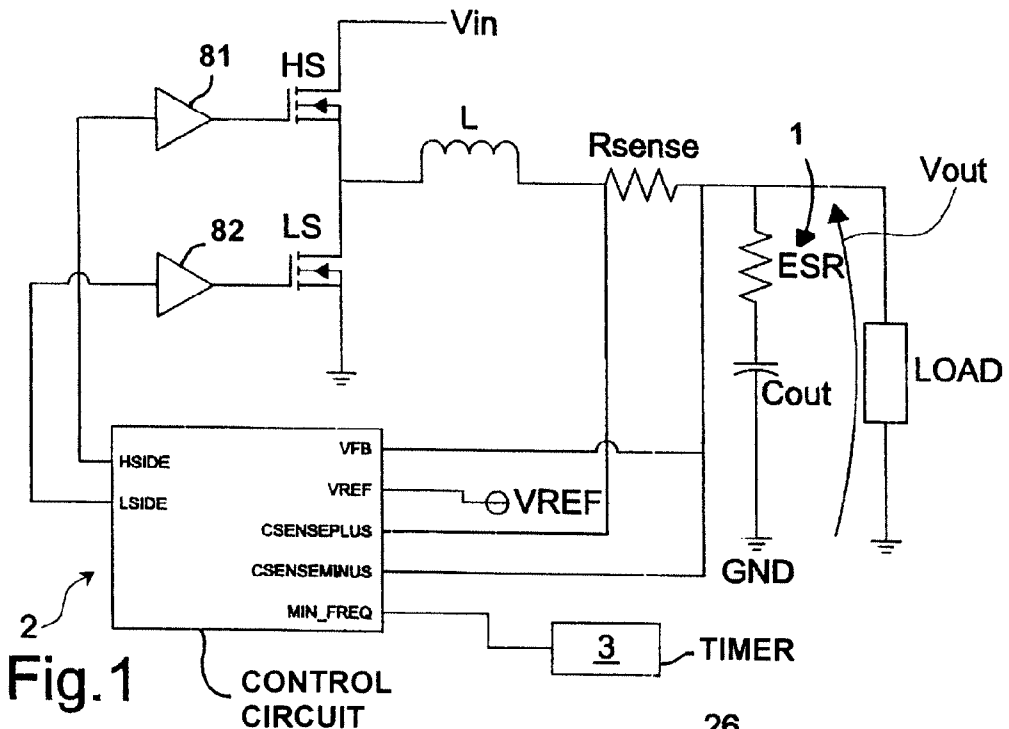 Vin
81
HS
L
Rsense
1
Vout
82
LS
ESR
Cout
LOAD
HSIDE
LSIDE
VFB
VREF
VREF
CSENSEPLUS
CSENSEMINUS
GND
MIN_FREQ
2
3
TIMER
Fig.1
CONTROL
CIRCUIT
26